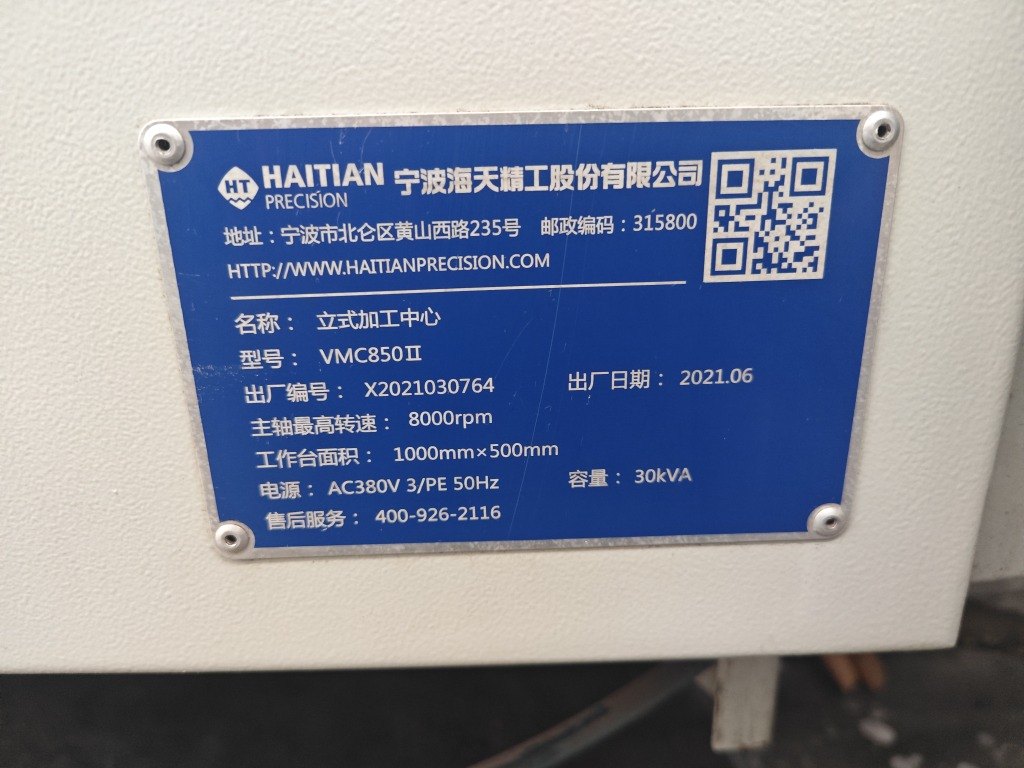 HT HAITIAN PRECISION 宁波海天精工股份有限公司
地址：宁波市北仑区黄山西路235号 邮政编码：315800
HTTP://WWW.HAITIANPRECISION.COM
名称： 立式加工中心
型号： VMC850Ⅱ
出厂编号： X2021030764 出厂日期： 2021.06
主轴最高转速： 8000rpm
工作台面积： 1000mm×500mm
电源： AC380V 3/PE 50Hz 容量： 30kVA
售后服务： 400-926-2116